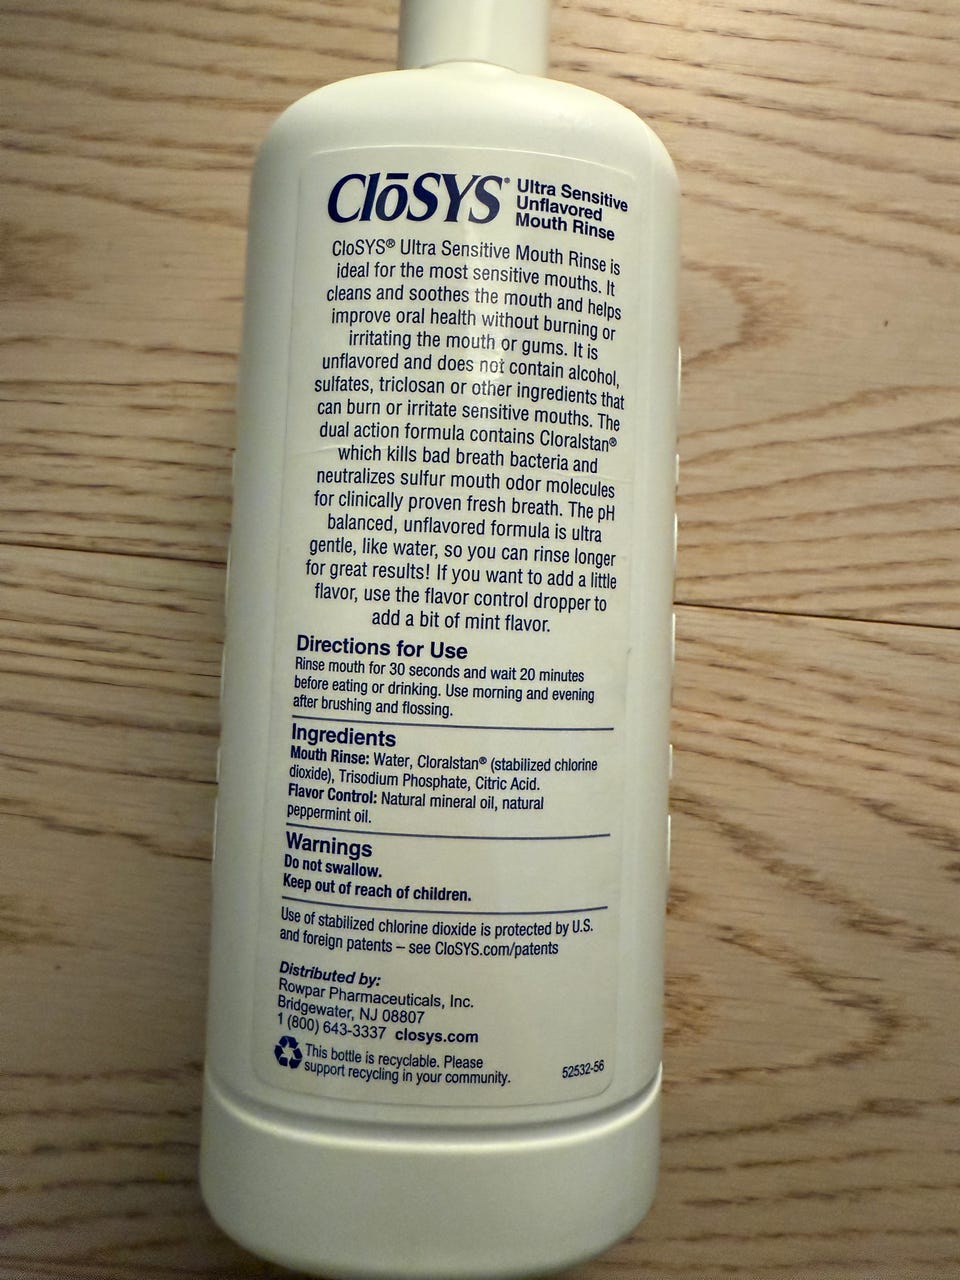 CloSYS® Ultra Sensitive
Unflavored
Mouth Rinse
CloSYS® Ultra Sensitive Mouth Rinse is
ideal for the most sensitive mouths. It
cleans and soothes the mouth and helps
improve oral health without burning or
irritating the mouth or gums. It is
unflavored and does not contain alcohol,
sulfates, triclosan or other ingredients that
can burn or irritate sensitive mouths. The
dual action formula contains Cloralstan®
which kills bad breath bacteria and
neutralizes sulfur mouth odor molecules
for clinically proven fresh breath. The pH
balanced, unflavored formula is ultra
gentle, like water, so you can rinse longer
for great results! If you want to add a little
flavor, use the flavor control dropper to
add a bit of mint flavor.
Directions for Use
Rinse mouth for 30 seconds and wait 20 minutes
before eating or drinking. Use morning and evening
after brushing and flossing.
Ingredients
Mouth Rinse: Water, Cloralstan® (stabilized chlorine
dioxide), Trisodium Phosphate, Citric Acid.
Flavor Control: Natural mineral oil, natural
peppermint oil.
Warnings
Do not swallow.
Keep out of reach of children.
Use of stabilized chlorine dioxide is protected by U.S.
and foreign patents – see CloSYS.com/patents
Distributed by:
Rowpar Pharmaceuticals, Inc.
Bridgewater, NJ 08807
1 (800) 643-3337 closys.com
This bottle is recyclable. Please
support recycling in your community.
52532-56